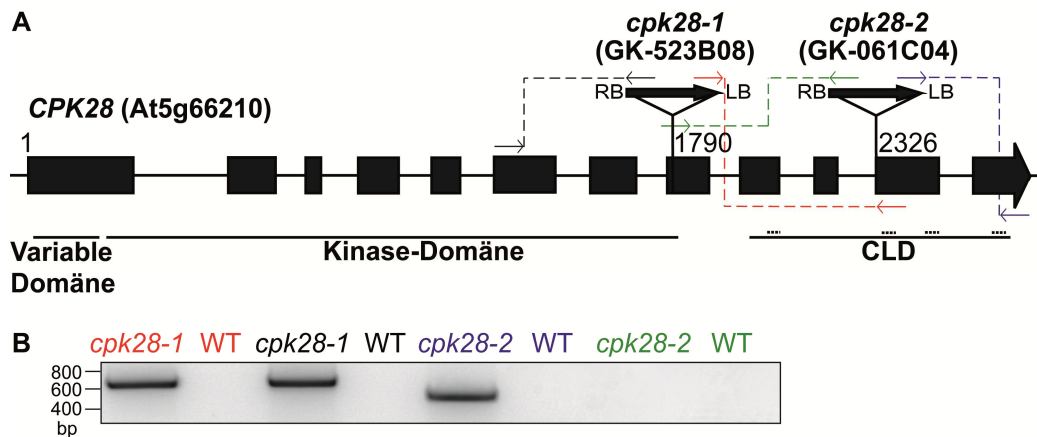 A
cpk28-1
(GK-523B08)
cpk28-2
(GK-061C04)
RB LB
RB LB
CPK28 (At5g66210)
1
1790
2326
Variable
Domäne
Kinase-Domäne
CLD
B
cpk28-1 WT cpk28-1 WT cpk28-2 WT cpk28-2 WT
800
600
400
bp